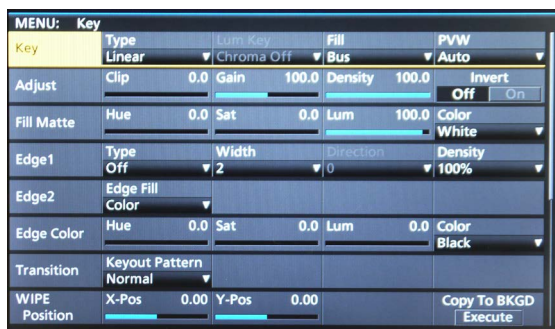 MENU: Key
Key
Type Lum Key Fill PVW
Linear Chroma Off Bus Auto
Adjust
Clip 0.0 Gain 100.0 Density 100.0 Invert
Off On
Fill Matte
Hue 0.0 Sat 0.0 Lum 100.0 Color
White
Edge1
Type Width Direction Density
Off 2 0 100%
Edge2
Edge Fill
Color
Edge Color
Hue 0.0 Sat 0.0 Lum 0.0 Color
Black
Transition
Keyout Pattern
Normal
WIPE
Position
X-Pos 0.00 Y-Pos 0.00 Copy To BKGD
Execute